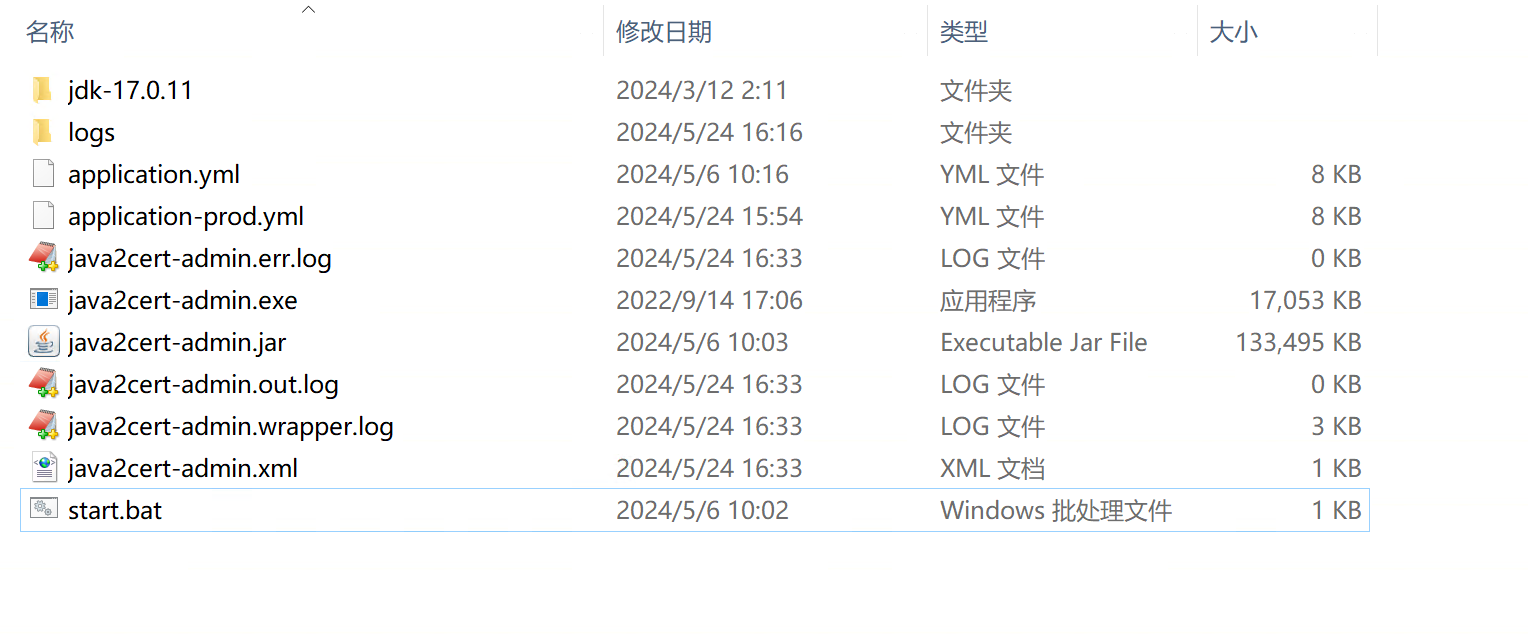 名称 修改日期 类型 大小
jdk-17.0.11 2024/3/12 2:11 文件夹
logs 2024/5/24 16:16 文件夹
application.yml 2024/5/6 10:16 YML 文件 8 KB
application-prod.yml 2024/5/24 15:54 YML 文件 8 KB
java2cert-admin.err.log 2024/5/24 16:33 LOG 文件 0 KB
java2cert-admin.exe 2022/9/14 17:06 应用程序 17,053 KB
java2cert-admin.jar 2024/5/6 10:03 Executable Jar File 133,495 KB
java2cert-admin.out.log 2024/5/24 16:33 LOG 文件 0 KB
java2cert-admin.wrapper.log 2024/5/24 16:33 LOG 文件 3 KB
java2cert-admin.xml 2024/5/24 16:33 XML 文档 1 KB
start.bat 2024/5/6 10:02 Windows 批处理文件 1 KB